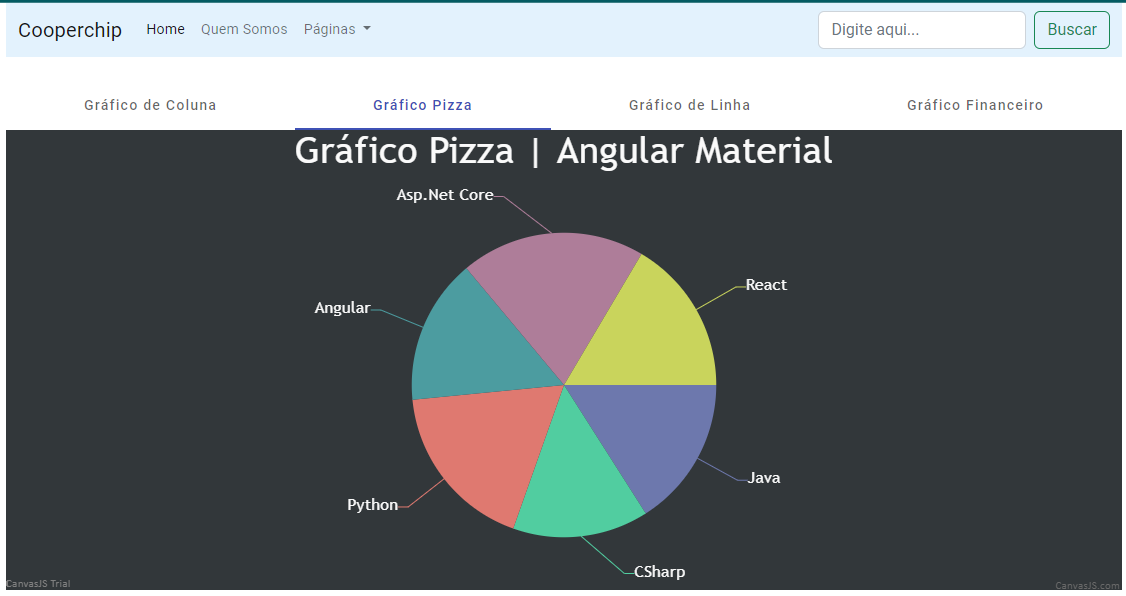 Cooperchip Home Quem Somos Páginas Digite aqui... Buscar
Gráfico de Coluna Gráfico Pizza Gráfico de Linha Gráfico Financeiro
Gráfico Pizza | Angular Material
Asp.Net Core
React
Angular
Java
Python
CSharp
CanvasJS Trial
CanvasJS.com